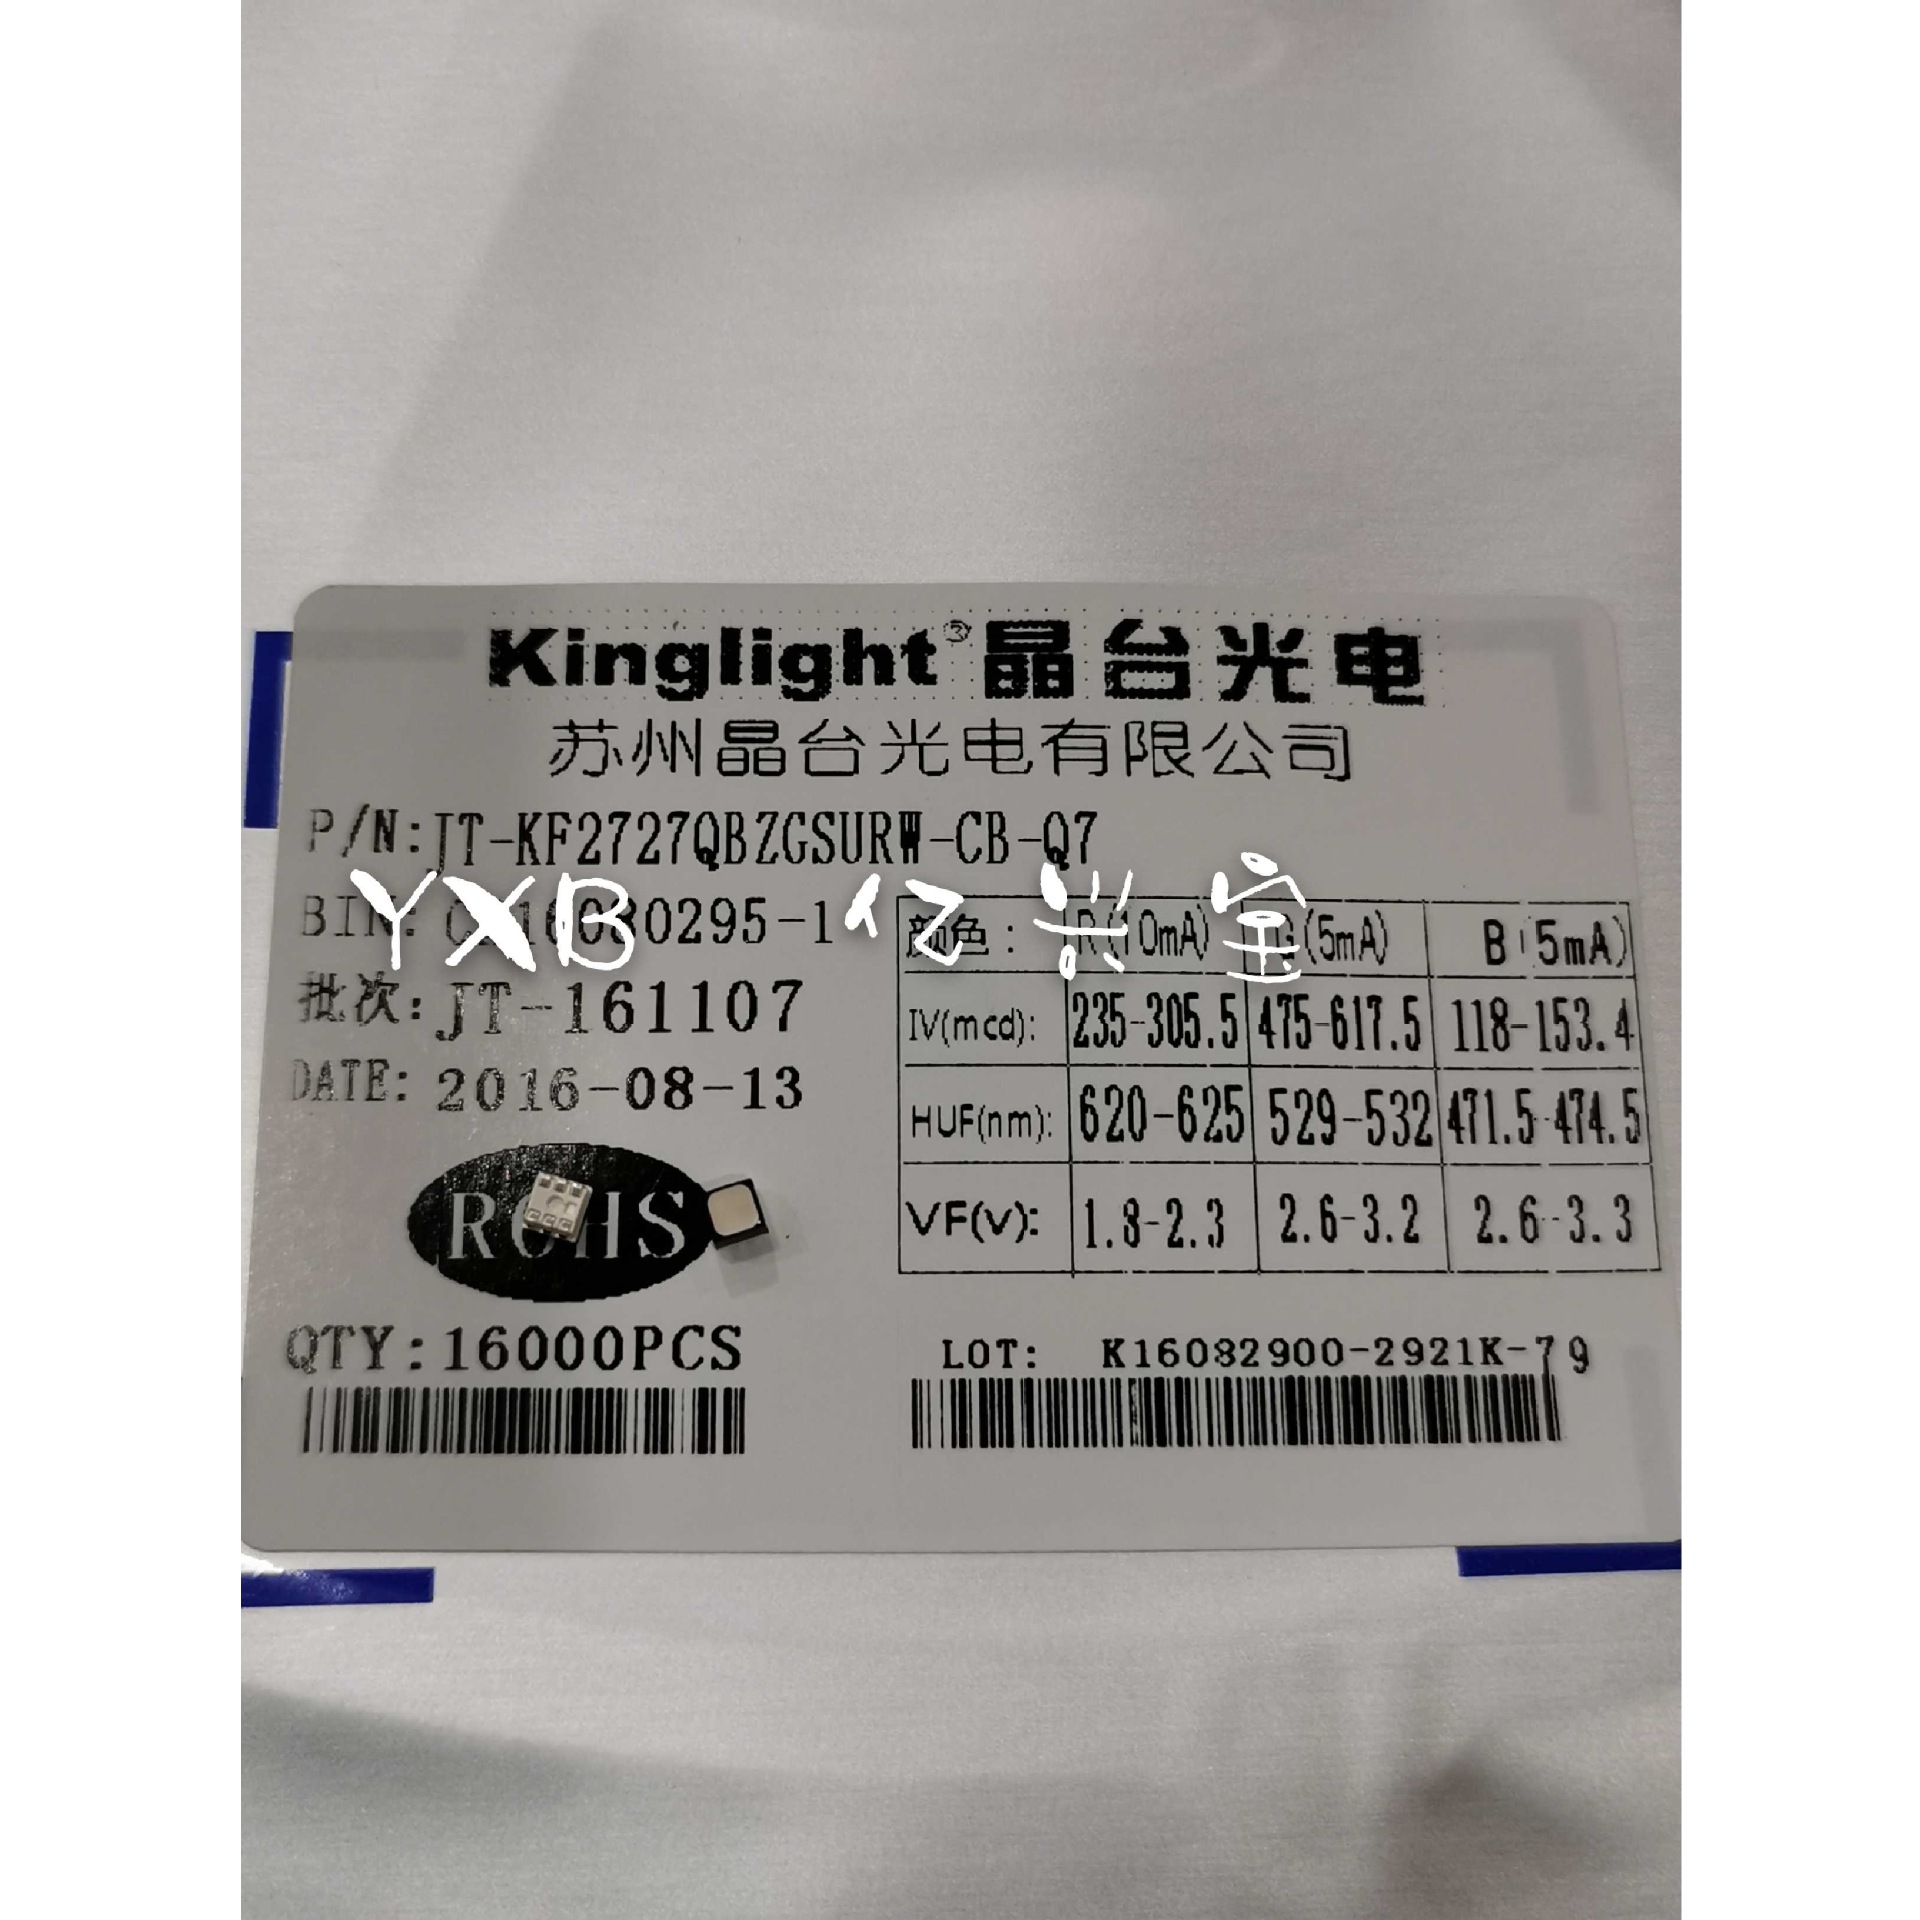 Kinglight® 晶台光电
苏州晶台光电有限公司
P/N:JT-KF2727QBZGSURW-CB-Q7
YXB 亿兴宝
BIN:
批次:JT-161107
DATE: 2016-08-13
颜色: R(10mA) G(5mA) B(5mA)
IV(mcd): 235-305.5 475-617.5 118-153.4
HUF(nm): 620-625 529-532 471.5-474.5
VF(v): 1.8-2.3 2.6-3.2 2.6-3.3
ROHS
QTY:16000PCS
LOT: K16082900-2921K-79